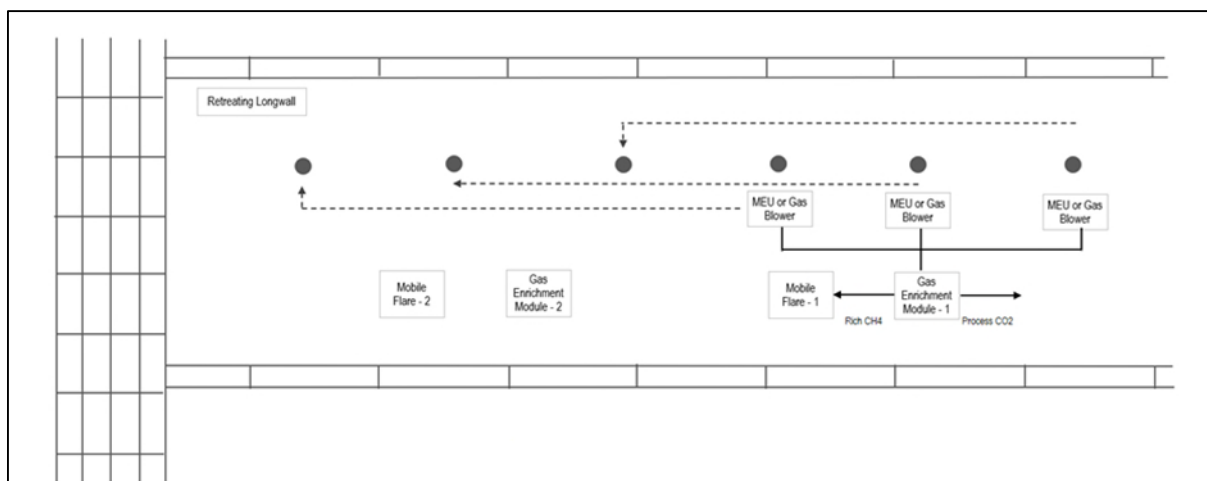 Retreating Longwall
MEU or Gas
Blower
MEU or Gas
Blower
MEU or Gas
Blower
Mobile
Flare - 2
Gas
Enrichment
Module - 2
Mobile
Flare - 1
Gas
Enrichment
Module - 1
Rich CH4
Process CO2